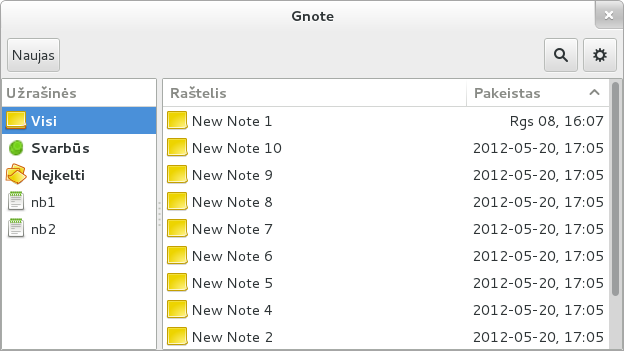 Gnote
Naujas
Užrašinės
Visi
Svarbūs
Neįkelti
nb1
nb2
Raštelis Pakeistas
New Note 1 Rgs 08, 16:07
New Note 10 2012-05-20, 17:05
New Note 9 2012-05-20, 17:05
New Note 8 2012-05-20, 17:05
New Note 7 2012-05-20, 17:05
New Note 6 2012-05-20, 17:05
New Note 5 2012-05-20, 17:05
New Note 4 2012-05-20, 17:05
New Note 2 2012-05-20, 17:05